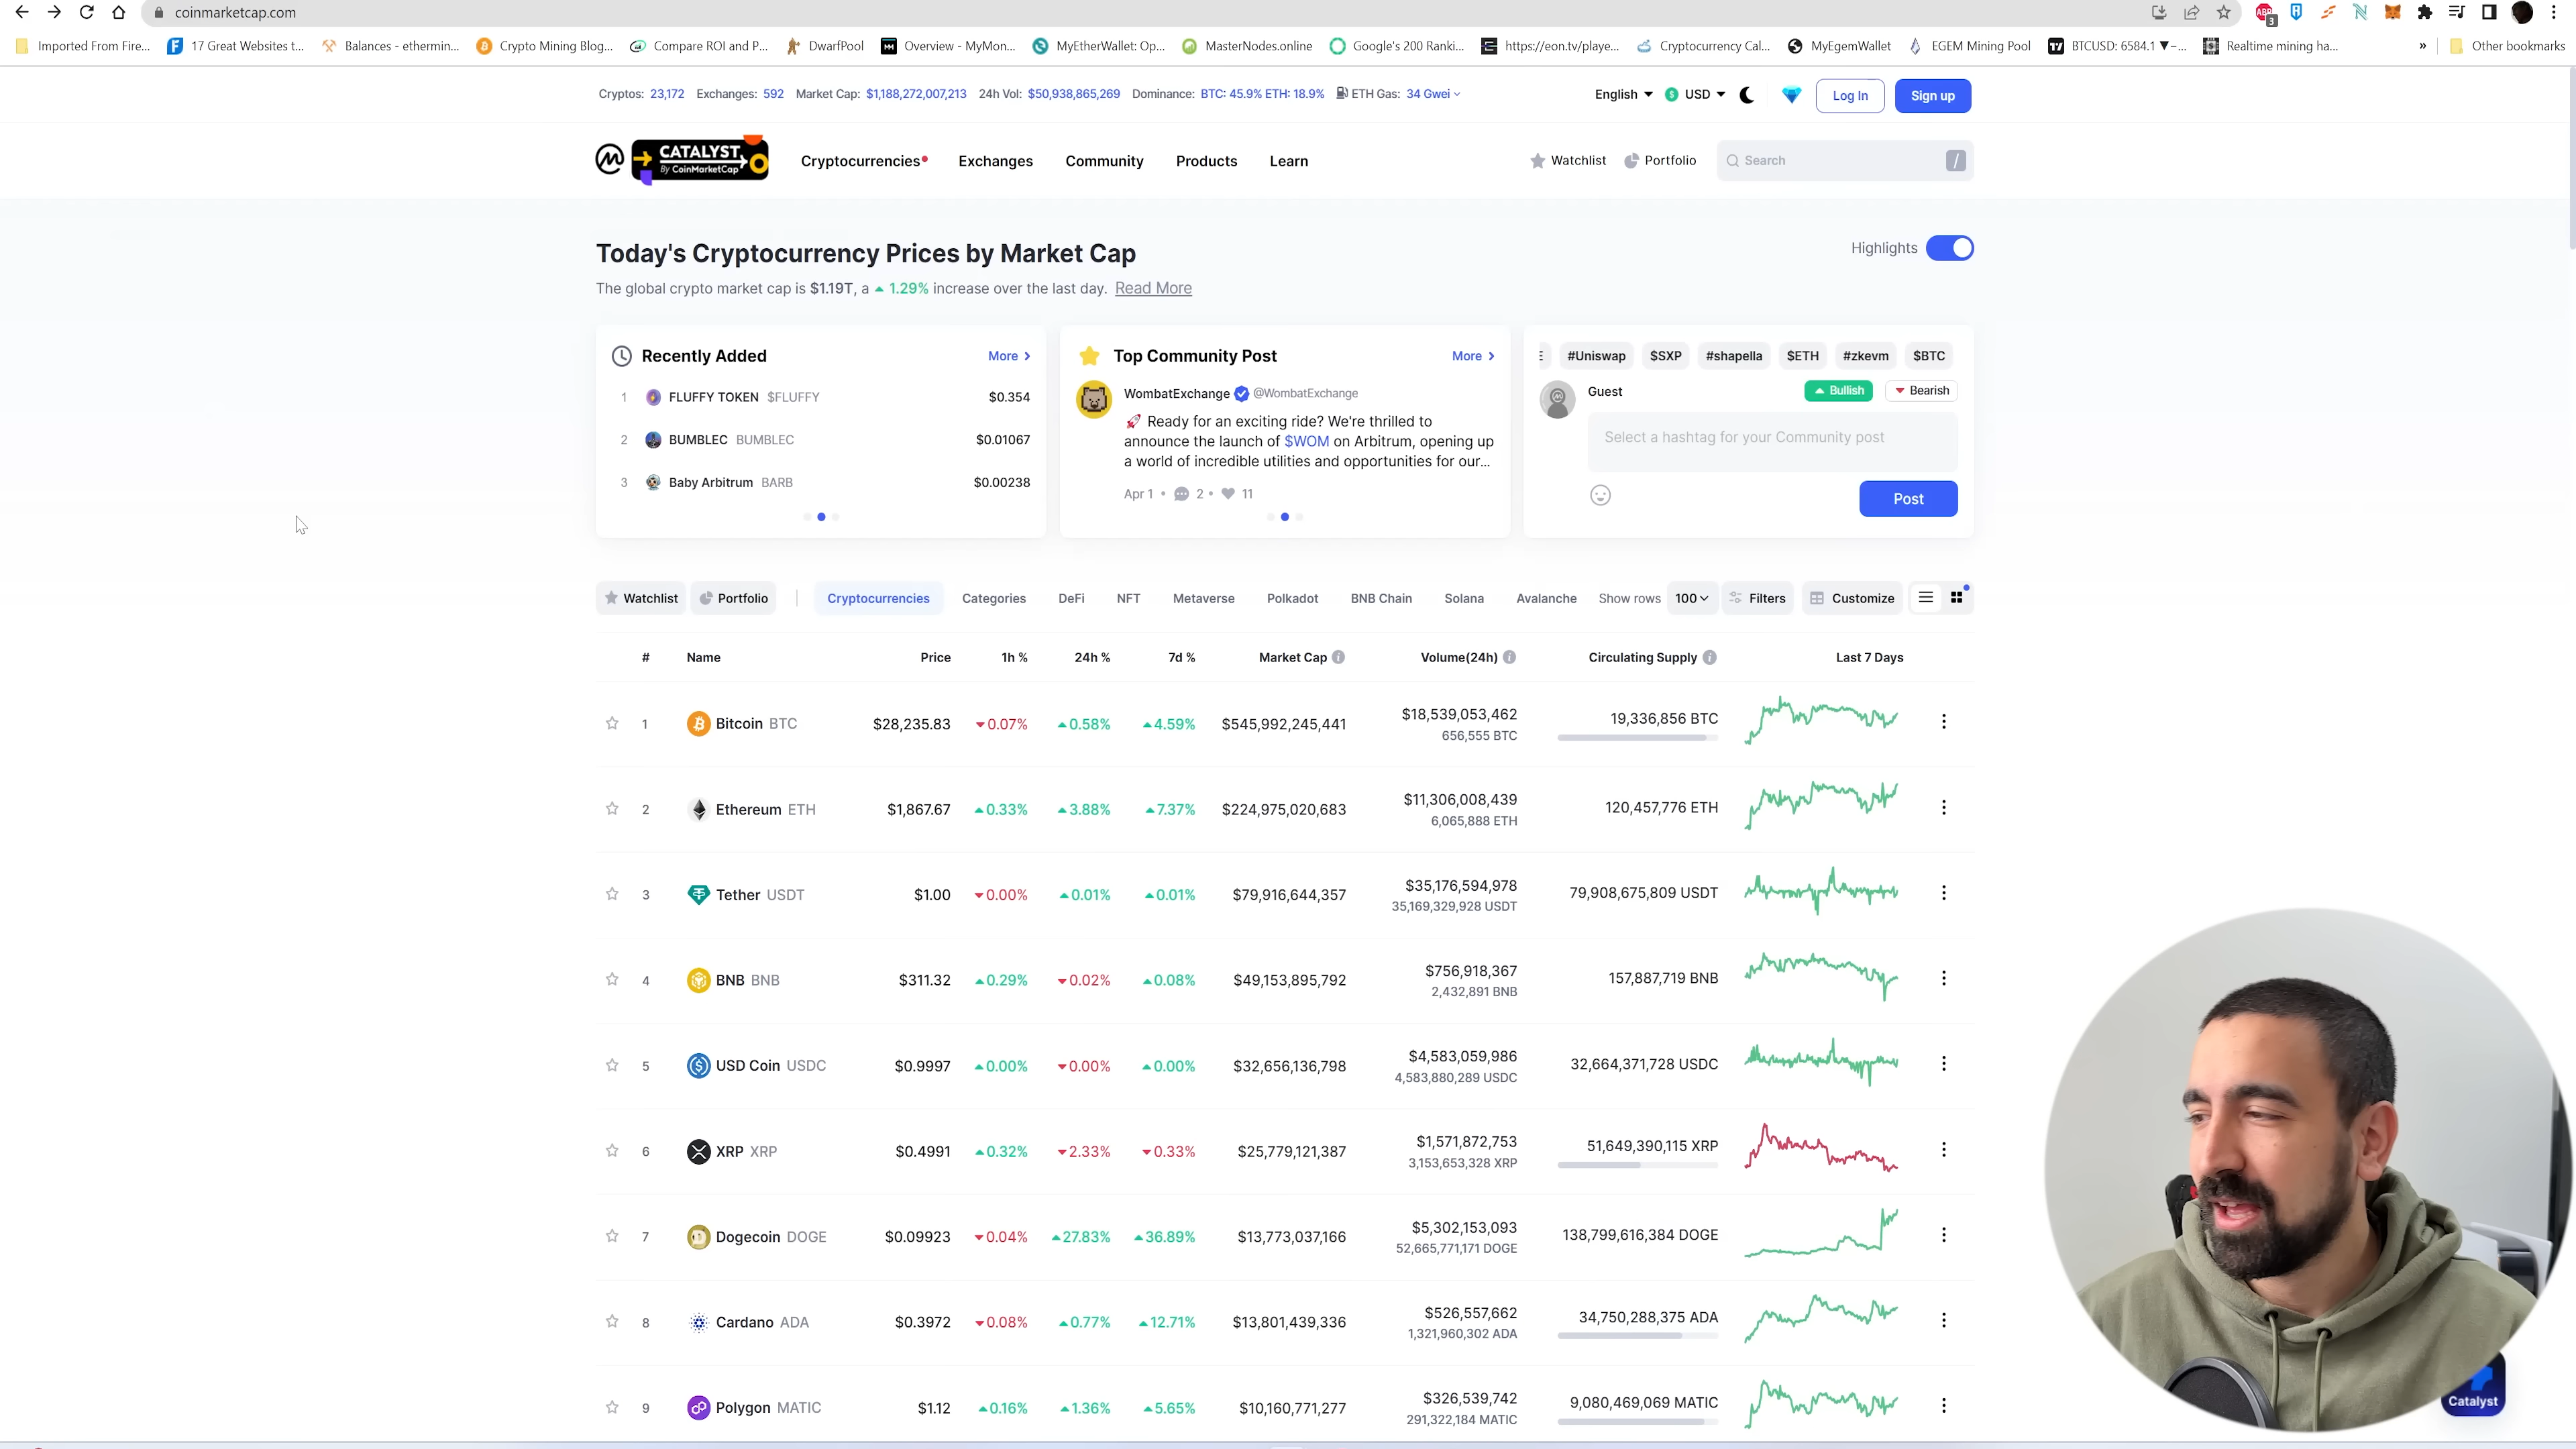 coinmarketcap.com
Imported From Fire... 17 Great Websites t... Balances - ethermin... Crypto Mining Blog... Compare ROI and P... DwarfPool Overview - MyMon... MyEtherWallet: Op... MasterNodes.online Google's 200 Ranki... https://eon.tv/playe... Cryptocurrency Cal... MyEgemWallet EGEM Mining Pool BTCUSD: 6584.1 ▼−... Realtime mining ha... » Other bookmarks
Cryptos: 23,172 Exchanges: 592 Market Cap: $1,188,272,007,213 24h Vol: $50,938,865,269 Dominance: BTC: 45.9% ETH: 18.9% ETH Gas: 34 Gwei English USD Log In Sign up
CATALYST
By CoinMarketCap
Cryptocurrencies Exchanges Community Products Learn Watchlist Portfolio Search /
Today's Cryptocurrency Prices by Market Cap Highlights
The global crypto market cap is $1.19T, a ▲ 1.29% increase over the last day. Read More
Recently Added More >
1 FLUFFY TOKEN $FLUFFY $0.354
2 BUMBLEC BUMBLEC $0.01067
3 Baby Arbitrum BARB $0.00238
Top Community Post More >
WombatExchange @WombatExchange
🚀 Ready for an exciting ride? We're thrilled to
announce the launch of $WOM on Arbitrum, opening up
a world of incredible utilities and opportunities for our...
Apr 1 • 2 • 11
#Uniswap $SXP #shapella $ETH #zkevm $BTC
Guest ▲ Bullish ▼ Bearish
Select a hashtag for your Community post
Post
Watchlist Portfolio Cryptocurrencies Categories DeFi NFT Metaverse Polkadot BNB Chain Solana Avalanche Show rows 100 Filters Customize
# Name Price 1h % 24h % 7d % Market Cap Volume(24h) Circulating Supply Last 7 Days
1 Bitcoin BTC $28,235.83 ▼0.07% ▲0.58% ▲4.59% $545,992,245,441 $18,539,053,462 19,336,856 BTC
656,555 BTC
2 Ethereum ETH $1,867.67 ▲0.33% ▲3.88% ▲7.37% $224,975,020,683 $11,306,008,439 120,457,776 ETH
6,065,888 ETH
3 Tether USDT $1.00 ▼0.00% ▲0.01% ▲0.01% $79,916,644,357 $35,176,594,978 79,908,675,809 USDT
35,169,329,928 USDT
4 BNB BNB $311.32 ▲0.29% ▼0.02% ▲0.08% $49,153,895,792 $756,918,367 157,887,719 BNB
2,432,891 BNB
5 USD Coin USDC $0.9997 ▲0.00% ▼0.00% ▲0.00% $32,656,136,798 $4,583,059,986 32,664,371,728 USDC
4,583,880,289 USDC
6 XRP XRP $0.4991 ▲0.32% ▼2.33% ▼0.33% $25,779,121,387 $1,571,872,753 51,649,390,115 XRP
3,153,653,328 XRP
7 Dogecoin DOGE $0.09923 ▼0.04% ▲27.83% ▲36.89% $13,773,037,166 $5,302,153,093 138,799,616,384 DOGE
52,665,771,171 DOGE
8 Cardano ADA $0.3972 ▼0.08% ▲0.77% ▲12.71% $13,801,439,336 $526,557,662 34,750,288,375 ADA
1,321,960,302 ADA
9 Polygon MATIC $1.12 ▲0.16% ▲1.36% ▲5.65% $10,160,771,277 $326,539,742 9,080,469,069 MATIC
291,322,184 MATIC
Catalyst